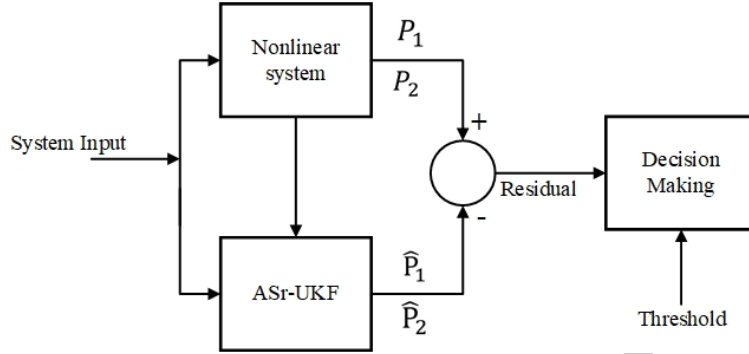 Nonlinear
system
P₁
P₂
System Input
+
Residual
Decision
Making
-
ASr-UKF
P̂₁
P̂₂
Threshold